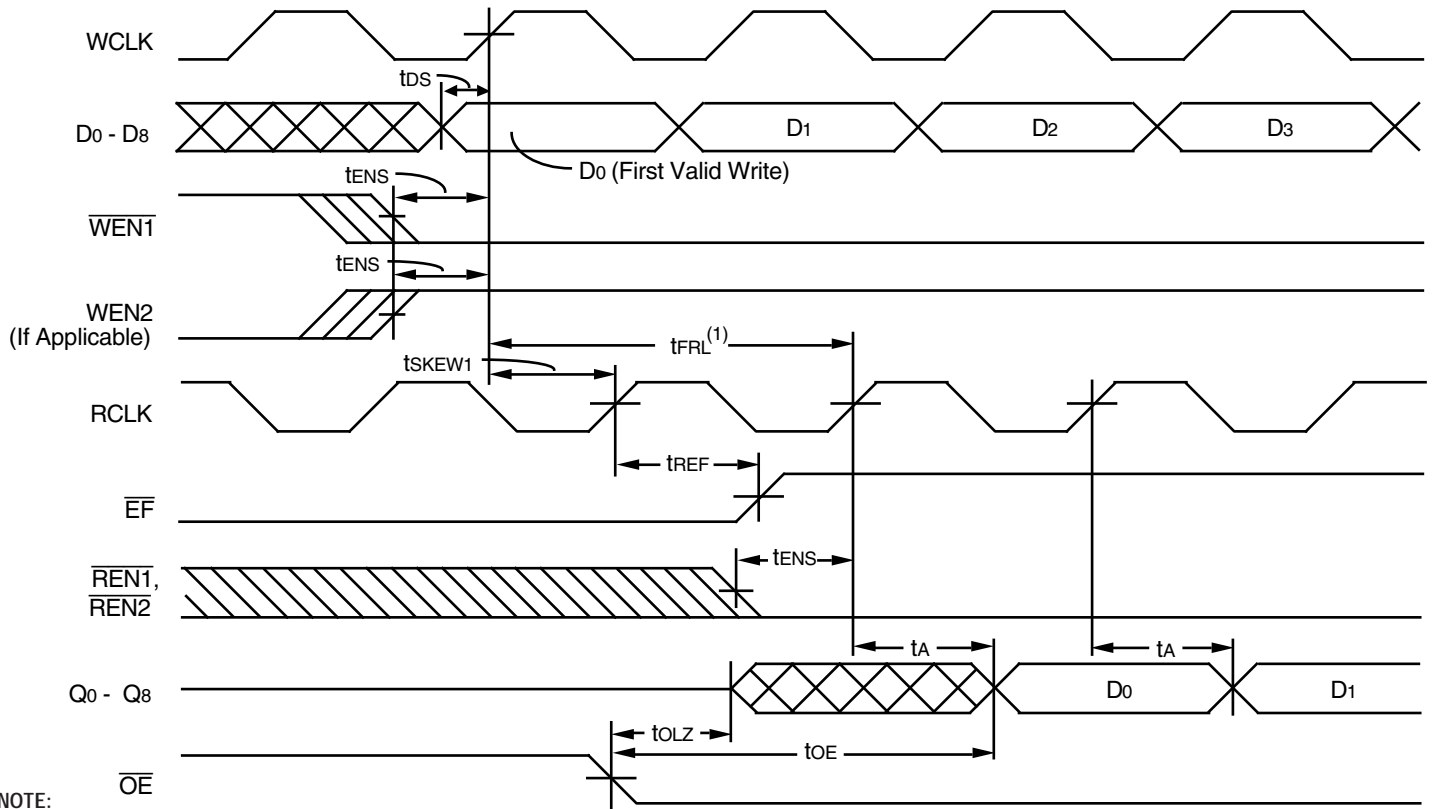 WCLK
tDS
D0 - D8
D1
D2
D3
D0 (First Valid Write)
tENS
WEN1
tENS
WEN2
(If Applicable)
tFRL(1)
tSKEW1
RCLK
tREF
EF
tENS
REN1,
REN2
tA
tA
Q0 - Q8
D0
D1
tOLZ
tOE
OE
NOTE: